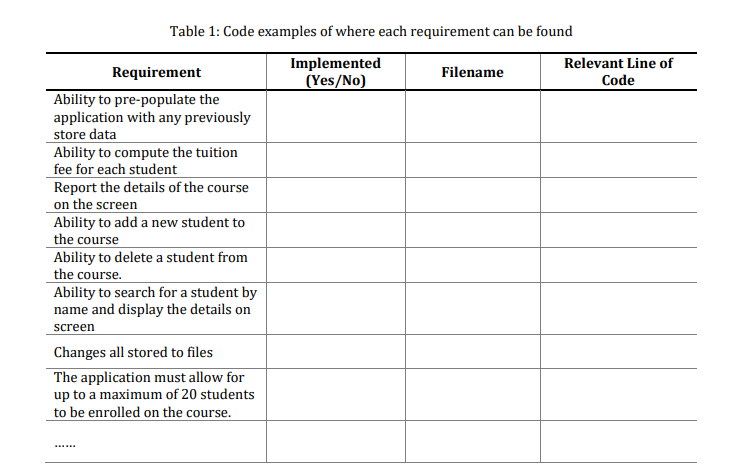 Table 1: Code examples of where each requirement can be found
Requirement
Implemented
(Yes/No)
Filename
Relevant Line of
Code
Ability to pre-populate the
application with any previously
store data
Ability to compute the tuition
fee for each student
Report the details of the course
on the screen
Ability to add a new student to
the course
Ability to delete a student from
the course.
Ability to search for a student by
name and display the details on
screen
Changes all stored to files
The application must allow for
up to a maximum of 20 students
to be enrolled on the course.
......